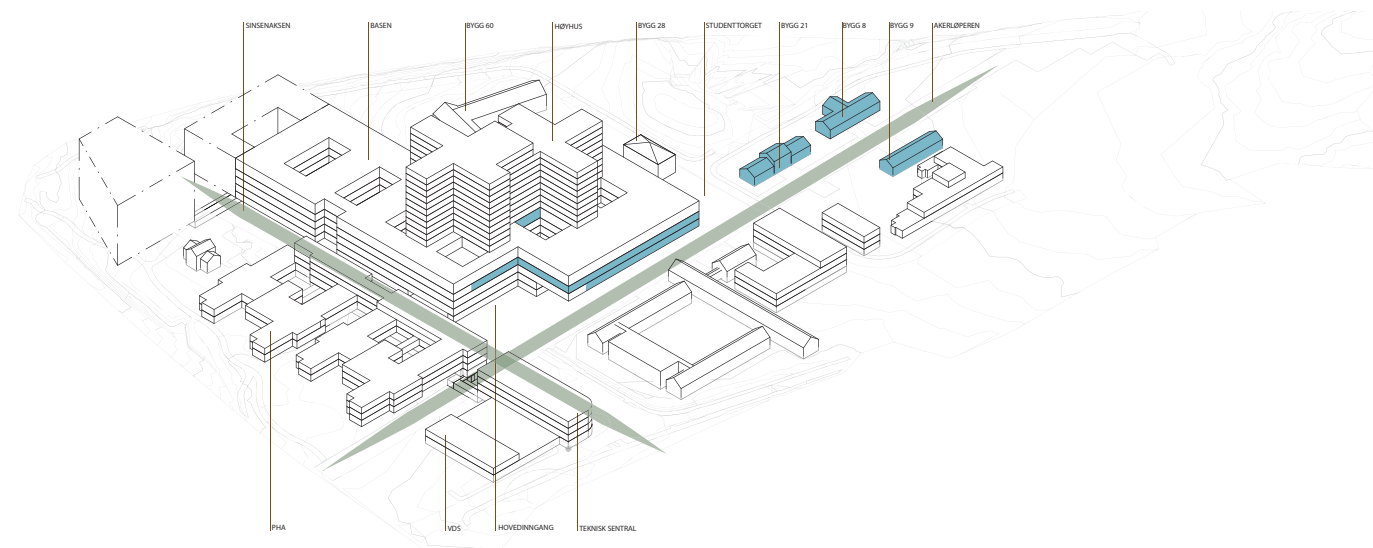 SINSENAKSEN
BASEN
BYGG 60
HØYHUS
BYGG 28
STUDENTTORGET
BYGG 21
BYGG 8
BYGG 9
AKERLØPEREN
PHA
VDS
HOVEDINNGANG
TEKNISK SENTRAL